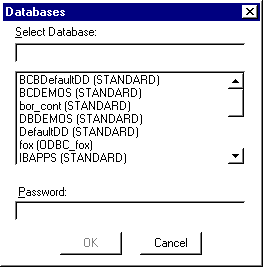 Databases
Select Database:
BCBDefaultDD (STANDARD)
BCDEMOS (STANDARD)
bor_cont (STANDARD)
DBDEMOS (STANDARD)
DefaultDD (STANDARD)
fox (ODBC_fox)
IBAPPS (STANDARD)
Password:
OK
Cancel